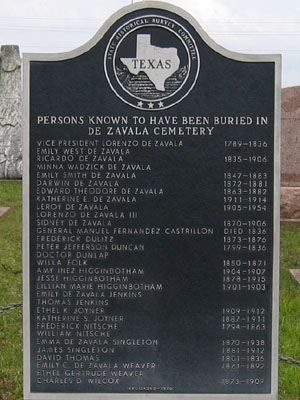 STATE HISTORICAL SURVEY COMMITTEE
TEXAS
PERSONS KNOWN TO HAVE BEEN BURIED IN
DE ZAVALA CEMETERY
VICE PRESIDENT LORENZO DE ZAVALA 1789-1836
EMILY WEST DE ZAVALA
RICARDO DE ZAVALA 1835-1906
MINNA WADZICK DE ZAVALA
EMILY SMITH DE ZAVALA 1847-1883
DARWIN DE ZAVALA 1872-1881
EDWARD THEODORE DE ZAVALA 1863-1882
KATHERINE E. DE ZAVALA 1911-1914
LEROY DE ZAVALA 1905-1954
LORENZO DE ZAVALA III
SIDNEY DE ZAVALA 1870-1906
GENERAL MANUEL FERNANDEZ CASTRILLON DIED 1836
FREDERICK DULITZ 1873-1876
PETER JEFFERSON DUNCAN 1799-1836
DOCTOR DUNLAP
WILLA FOLK 1850-1871
AMY INEZ HIGGINBOTHAM 1904-1907
JESSE HIGGINBOTHAM 1878-1915
LILLIAN MARIE HIGGINBOTHAM 1901-1903
EMILY DE ZAVALA JENKINS
THOMAS JENKINS
ETHEL K. JOYNER 1909-1912
KATHERINE S. JOYNER 1887-1911
FREDERICK NITSCHE 1794-1863
WILLIAM NITSCHE
EMMA DE ZAVALA SINGLETON 1870-1938
JAMES SINGLETON 1881-1912
DAVID THOMAS 1801-1836
EMILY E. DE ZAVALA WEAVER 1861-1892
ETHEL GERTRUDE WEAVER
CHARLES D. WILCOX 1873-1909